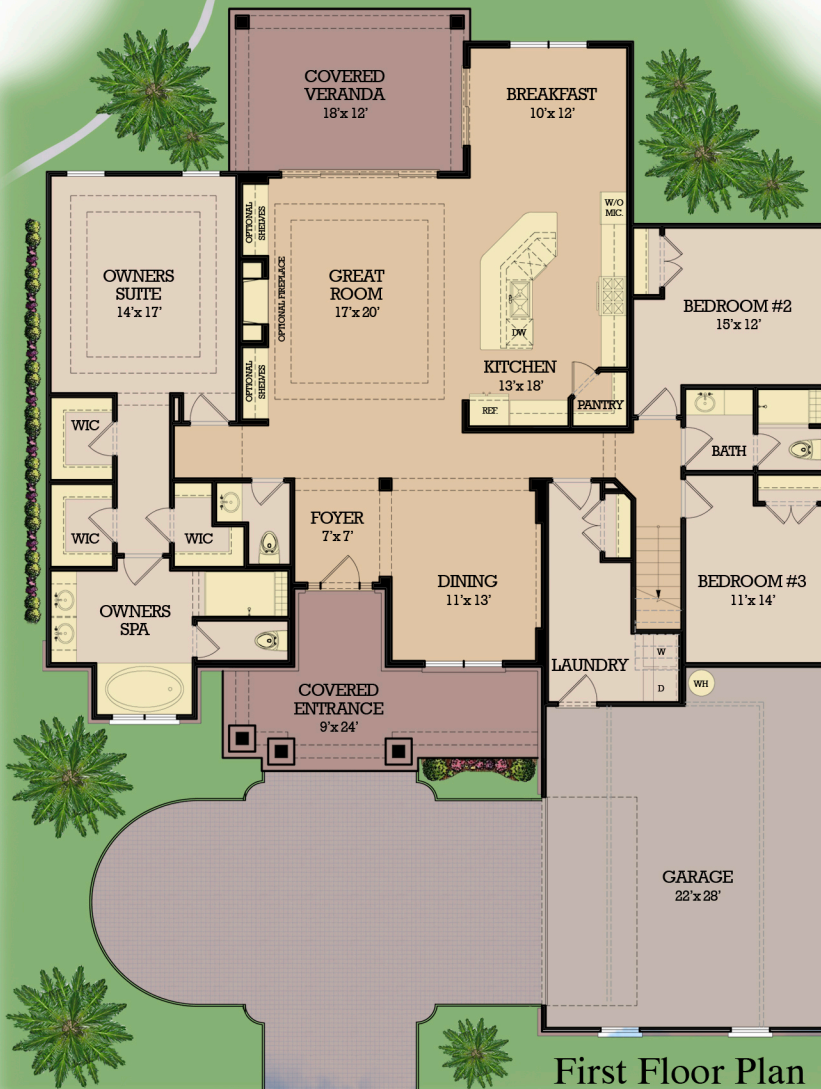 COVERED
VERANDA
18'x 12'
BREAKFAST
10'x 12'
W/O
MIC.
OPTIONAL
SHELVES
OWNERS
SUITE
14'x 17'
OPTIONAL FIREPLACE
GREAT
ROOM
17'x 20'
BEDROOM #2
15'x 12'
DW
KITCHEN
13'x 18'
OPTIONAL
SHELVES
REF.
PANTRY
WIC
BATH
WIC
WIC
FOYER
7'x 7'
DINING
11'x 13'
BEDROOM #3
11'x 14'
OWNERS
SPA
LAUNDRY
W
D
WH
COVERED
ENTRANCE
9'x 24'
GARAGE
22'x 28'
First Floor Plan